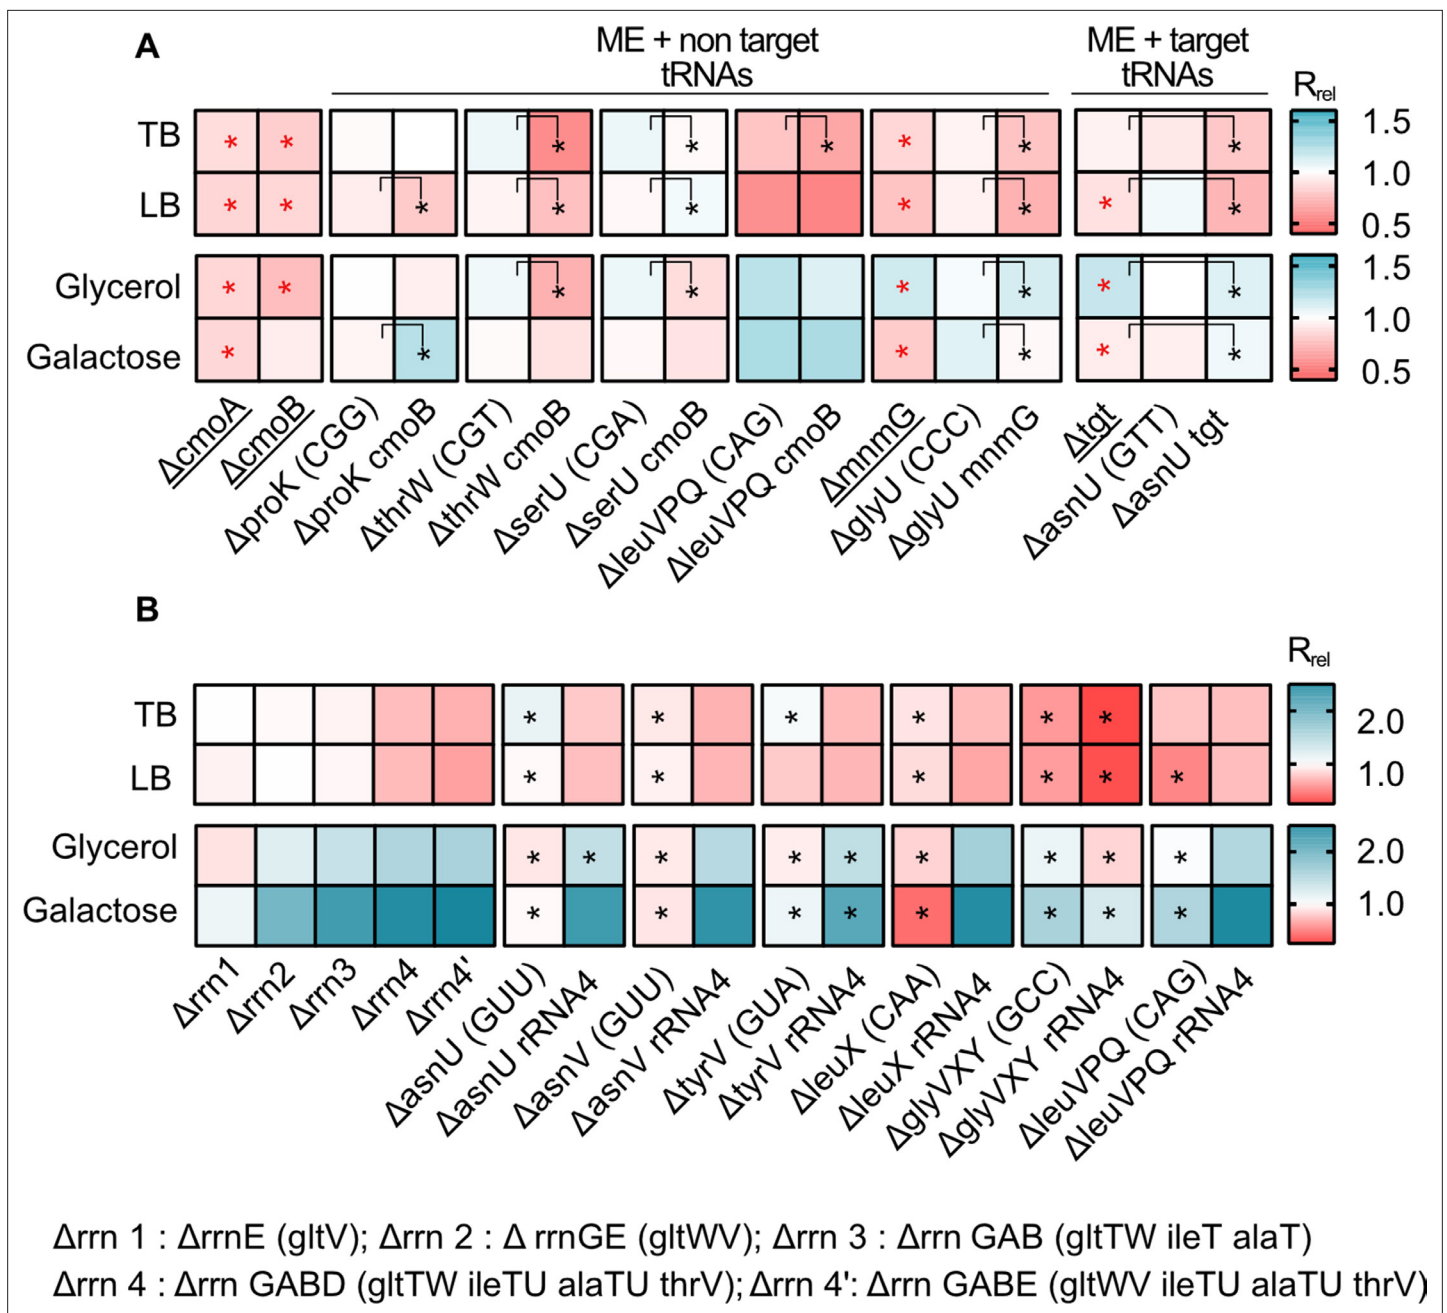 A
ME + non target
tRNAs
ME + target
tRNAs
Rrel
TB
LB
Glycerol
Galactose
1.5
1.0
0.5
1.5
1.0
0.5
ΔcmoA
ΔcmoB
ΔproK (CGG)
ΔproK cmoB
ΔthrW (CGT)
ΔthrW cmoB
ΔserU (CGA)
ΔserU cmoB
ΔleuVPQ (CAG)
ΔleuVPQ cmoB
ΔmnmG
ΔglyU (CCC)
ΔglyU mnmG
Δtgt
ΔasnU (GTT)
ΔasnU tgt
B
Rrel
TB
LB
Glycerol
Galactose
2.0
1.0
2.0
1.0
Δrrn1
Δrrn2
Δrrn3
Δrrn4
Δrrn4'
ΔasnU (GUU)
ΔasnU rRNA4
ΔasnV (GUU)
ΔasnV rRNA4
ΔtyrV (GUA)
ΔtyrV rRNA4
ΔleuX (CAA)
ΔleuX rRNA4
ΔglyVXY (GCC)
ΔglyVXY rRNA4
ΔleuVPQ (CAG)
ΔleuVPQ rRNA4
Δrrn 1 : ΔrrnE (gltV); Δrrn 2 : Δ rrnGE (gltWV); Δrrn 3 : Δrrn GAB (gltTW ileT alaT)
Δrrn 4 : Δrrn GABD (gltTW ileTU alaTU thrV); Δrrn 4': Δrrn GABE (gltWV ileTU alaTU thrV)